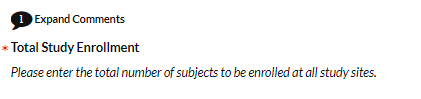 1 Expand Comments
* Total Study Enrollment
Please enter the total number of subjects to be enrolled at all study sites.